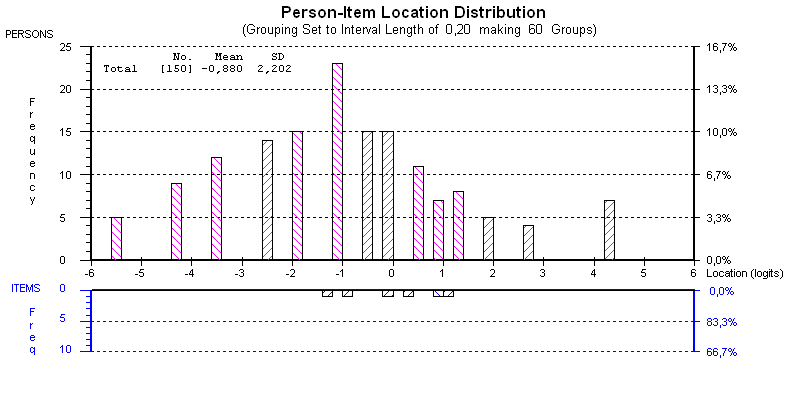 Person-Item Location Distribution
(Grouping Set to Interval Length of 0,20 making 60 Groups)
PERSONS
No. Mean SD
Total [150] -0,880 2,202
Frequency
25 16,7%
20 13,3%
15 10,0%
10 6,7%
5 3,3%
0 0,0%
-6 -5 -4 -3 -2 -1 0 1 2 3 4 5 6 Location (logits)
ITEMS
Freq
0 0,0%
5 83,3%
10 66,7%